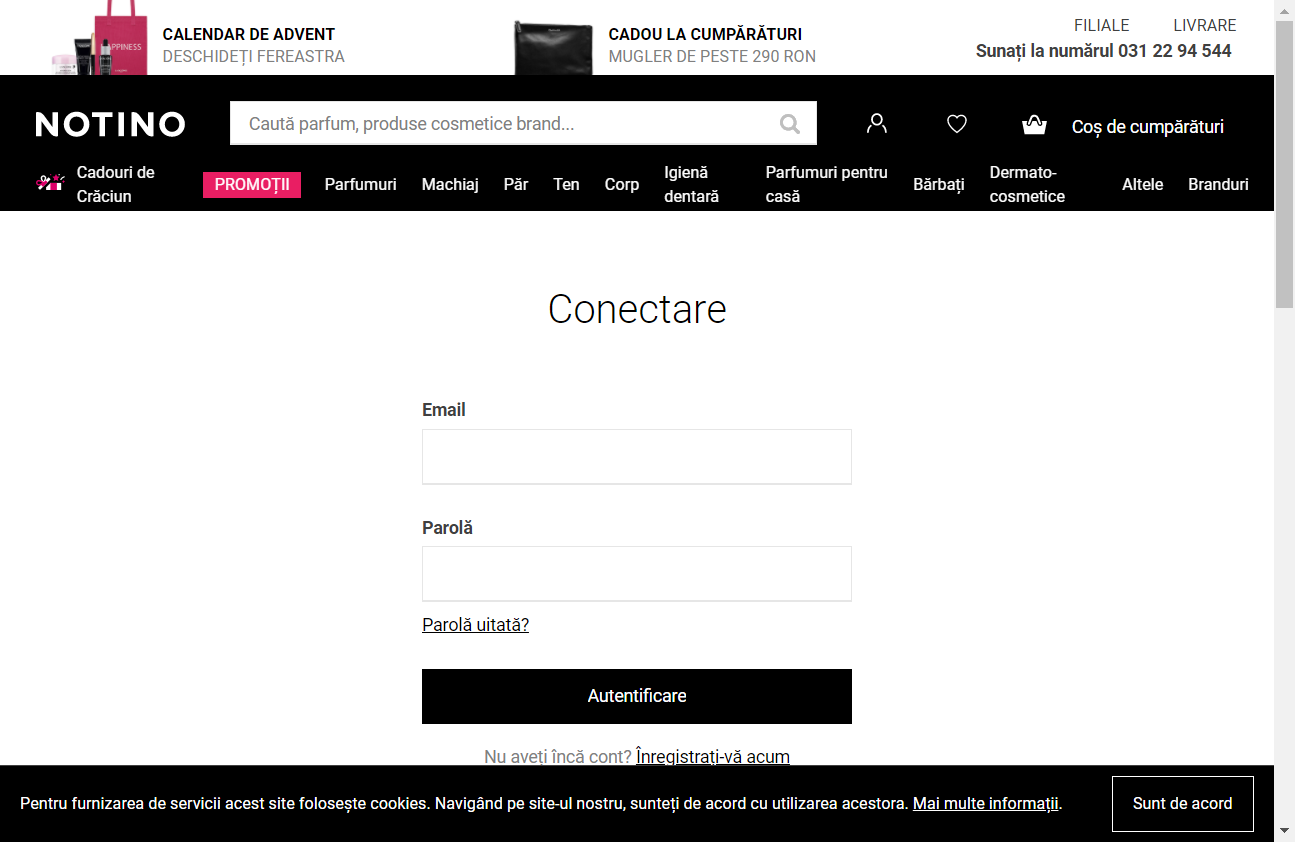 CALENDAR DE ADVENT
DESCHIDEȚI FEREASTRA
CADOU LA CUMPĂRĂTURI
MUGLER DE PESTE 290 RON
FILIALE
LIVRARE
Sunați la numărul 031 22 94 544
NOTINO
Caută parfum, produse cosmetice brand...
Coș de cumpărături
Cadouri de
Crăciun
PROMOȚII
Parfumuri
Machiaj
Păr
Ten
Corp
Igienă
dentară
Parfumuri pentru
casă
Bărbați
Dermato-
cosmetice
Altele
Branduri
Conectare
Email
Parolă
Parolă uitată?
Autentificare
Nu aveți încă cont? Înregistrați-vă acum
Pentru furnizarea de servicii acest site folosește cookies. Navigând pe site-ul nostru, sunteți de acord cu utilizarea acestora. Mai multe informații.
Sunt de acord